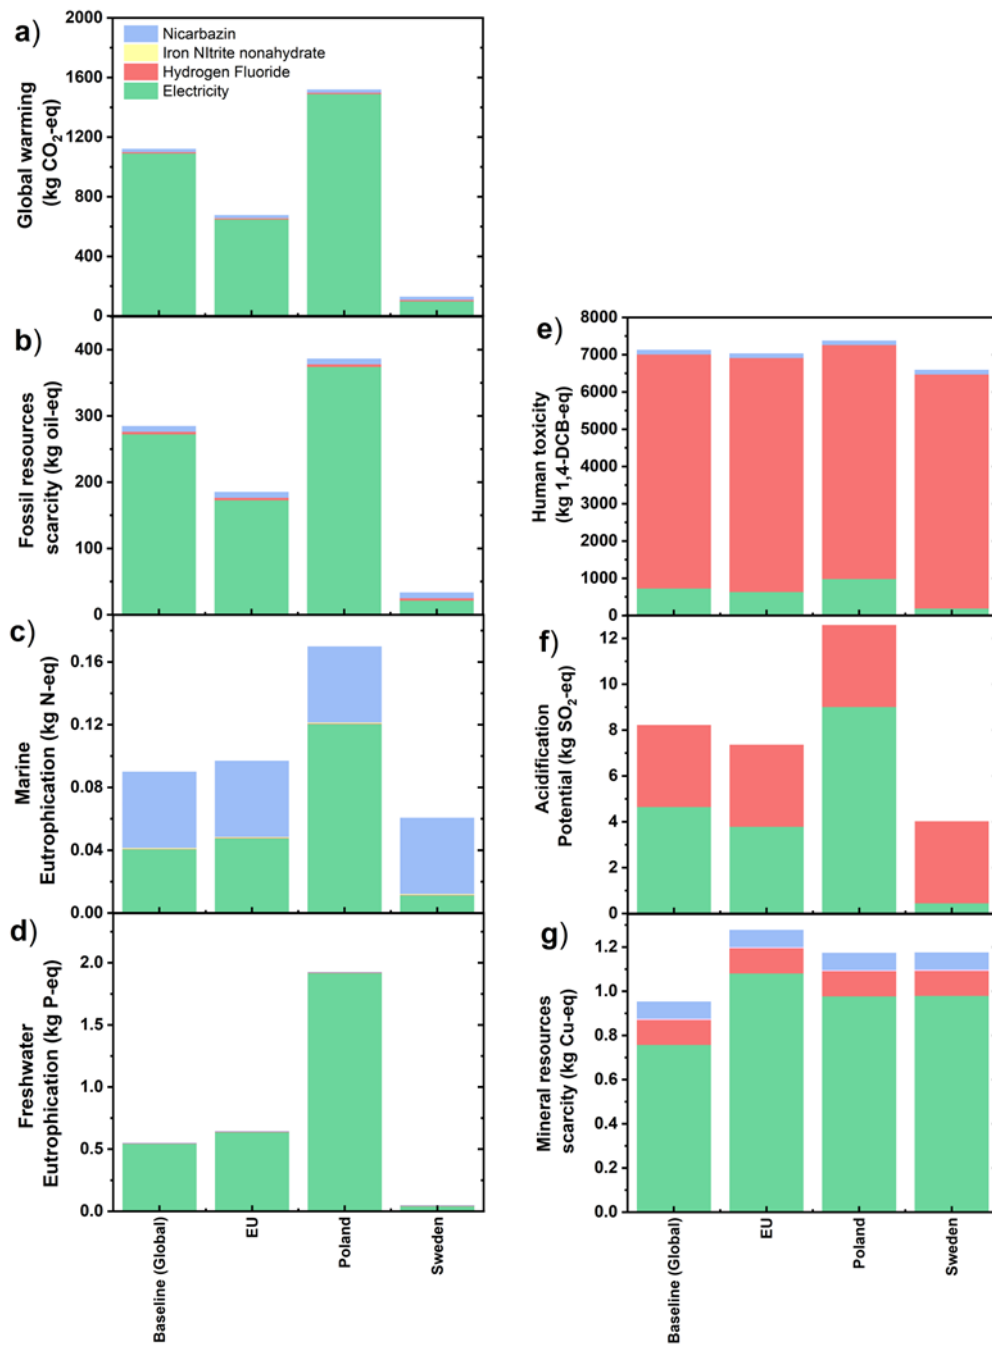 a)
2000
1600
1200
800
400
0
Global warming
(kg CO₂-eq)
Nicarbazin
Iron NItrite nonahydrate
Hydrogen Fluoride
Electricity
b)
400
300
200
100
0
Fossil resources
scarcity (kg oil-eq)
c)
0.16
0.12
0.08
0.04
0.00
Marine
Eutrophication (kg N-eq)
d)
2.0
1.5
1.0
0.5
0.0
Freshwater
Eutrophication (kg P-eq)
Baseline (Global)
EU
Poland
Sweden
e)
8000
7000
6000
5000
4000
3000
2000
1000
0
Human toxicity
(kg 1,4-DCB-eq)
f)
12
10
8
6
4
2
0
Acidification
Potential (kg SO₂-eq)
g)
1.2
1.0
0.8
0.6
0.4
0.2
0.0
Mineral resources
scarcity (kg Cu-eq)
Baseline (Global)
EU
Poland
Sweden